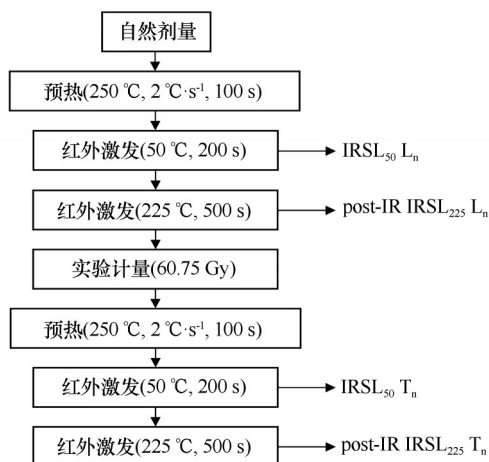 自然剂量
预热(250 ℃, 2 ℃·s⁻¹, 100 s)
红外激发(50 ℃, 200 s)
IRSL₅₀ Lₙ
红外激发(225 ℃, 500 s)
post-IR IRSL₂₂₅ Lₙ
实验计量(60.75 Gy)
预热(250 ℃, 2 ℃·s⁻¹, 100 s)
红外激发(50 ℃, 200 s)
IRSL₅₀ Tₙ
红外激发(225 ℃, 500 s)
post-IR IRSL₂₂₅ Tₙ